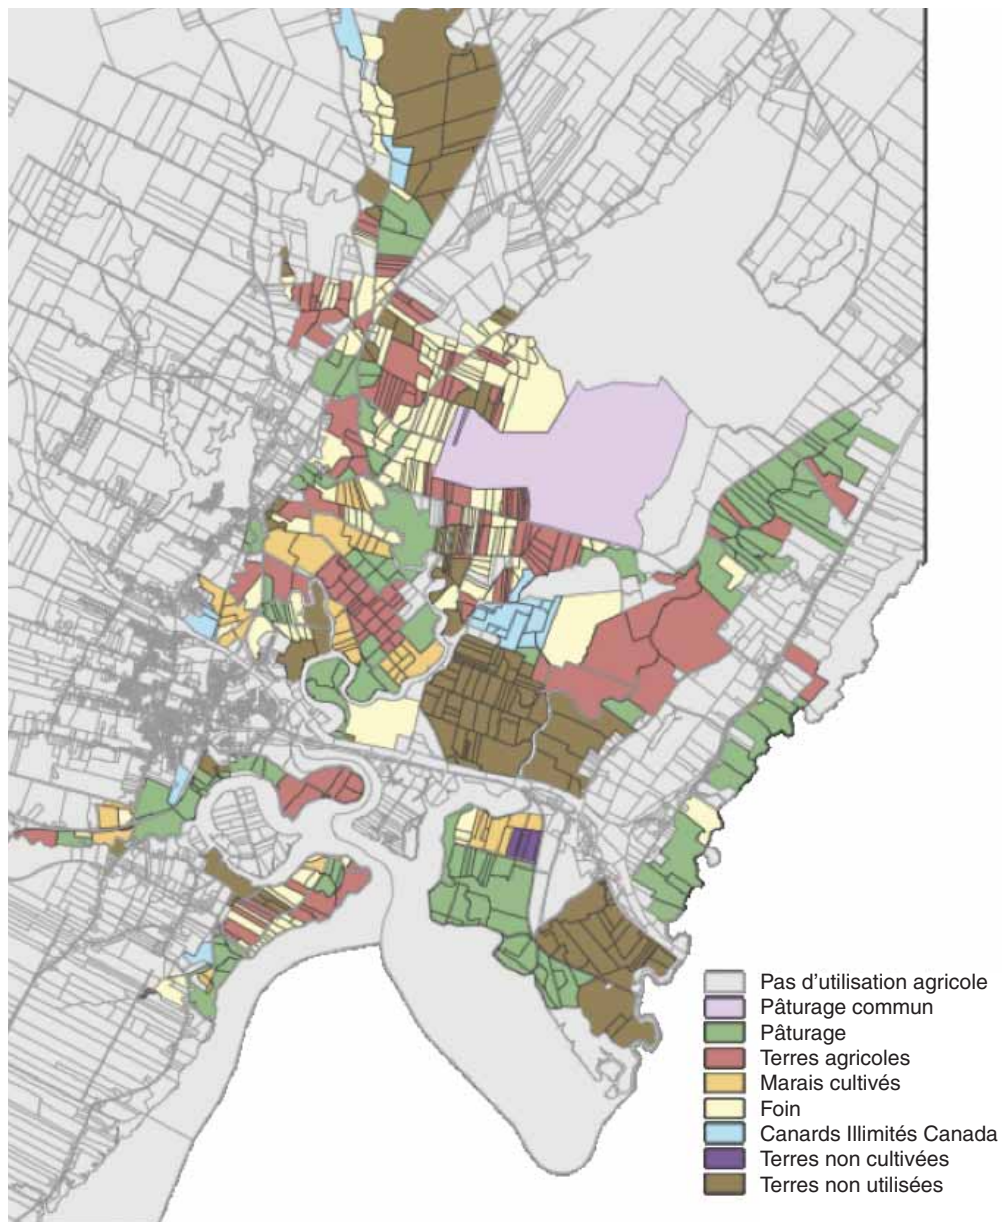 Pas d'utilisation agricole
Pâturage commun
Pâturage
Terres agricoles
Marais cultivés
Foin
Canards Illimités Canada
Terres non cultivées
Terres non utilisées